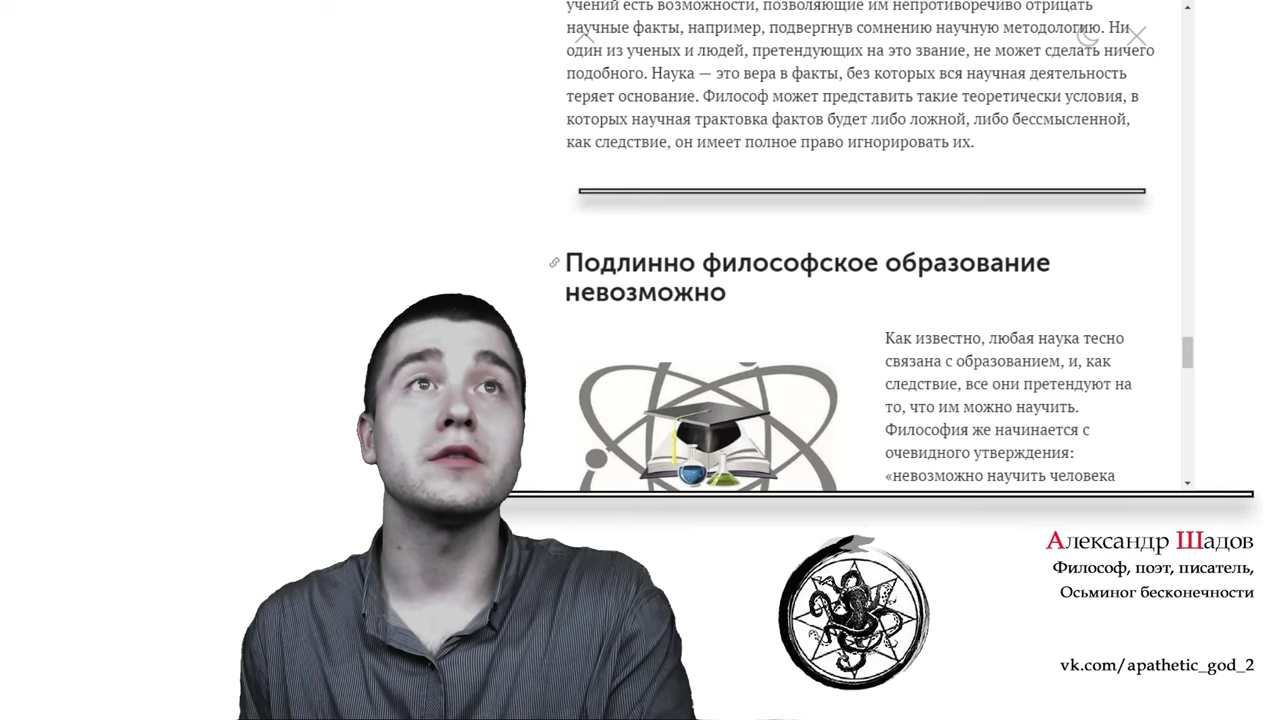 учений есть возможности, позволяющие им непротиворечиво отрицать
научные факты, например, подвергнув сомнению научную методологию. Ни
один из ученых и людей, претендующих на это звание, не может сделать ничего
подобного. Наука — это вера в факты, без которых вся научная деятельность
теряет основание. Философ может представить такие теоретически условия, в
которых научная трактовка фактов будет либо ложной, либо бессмысленной,
как следствие, он имеет полное право игнорировать их.
Подлинно философское образование
невозможно
Как известно, любая наука тесно
связана с образованием, и, как
следствие, все они претендуют на
то, что им можно научить.
Философия же начинается с
очевидного утверждения:
«невозможно научить человека
Александр Шадов
Философ, поэт, писатель,
Осьминог бесконечности
vk.com/apathetic_god_2